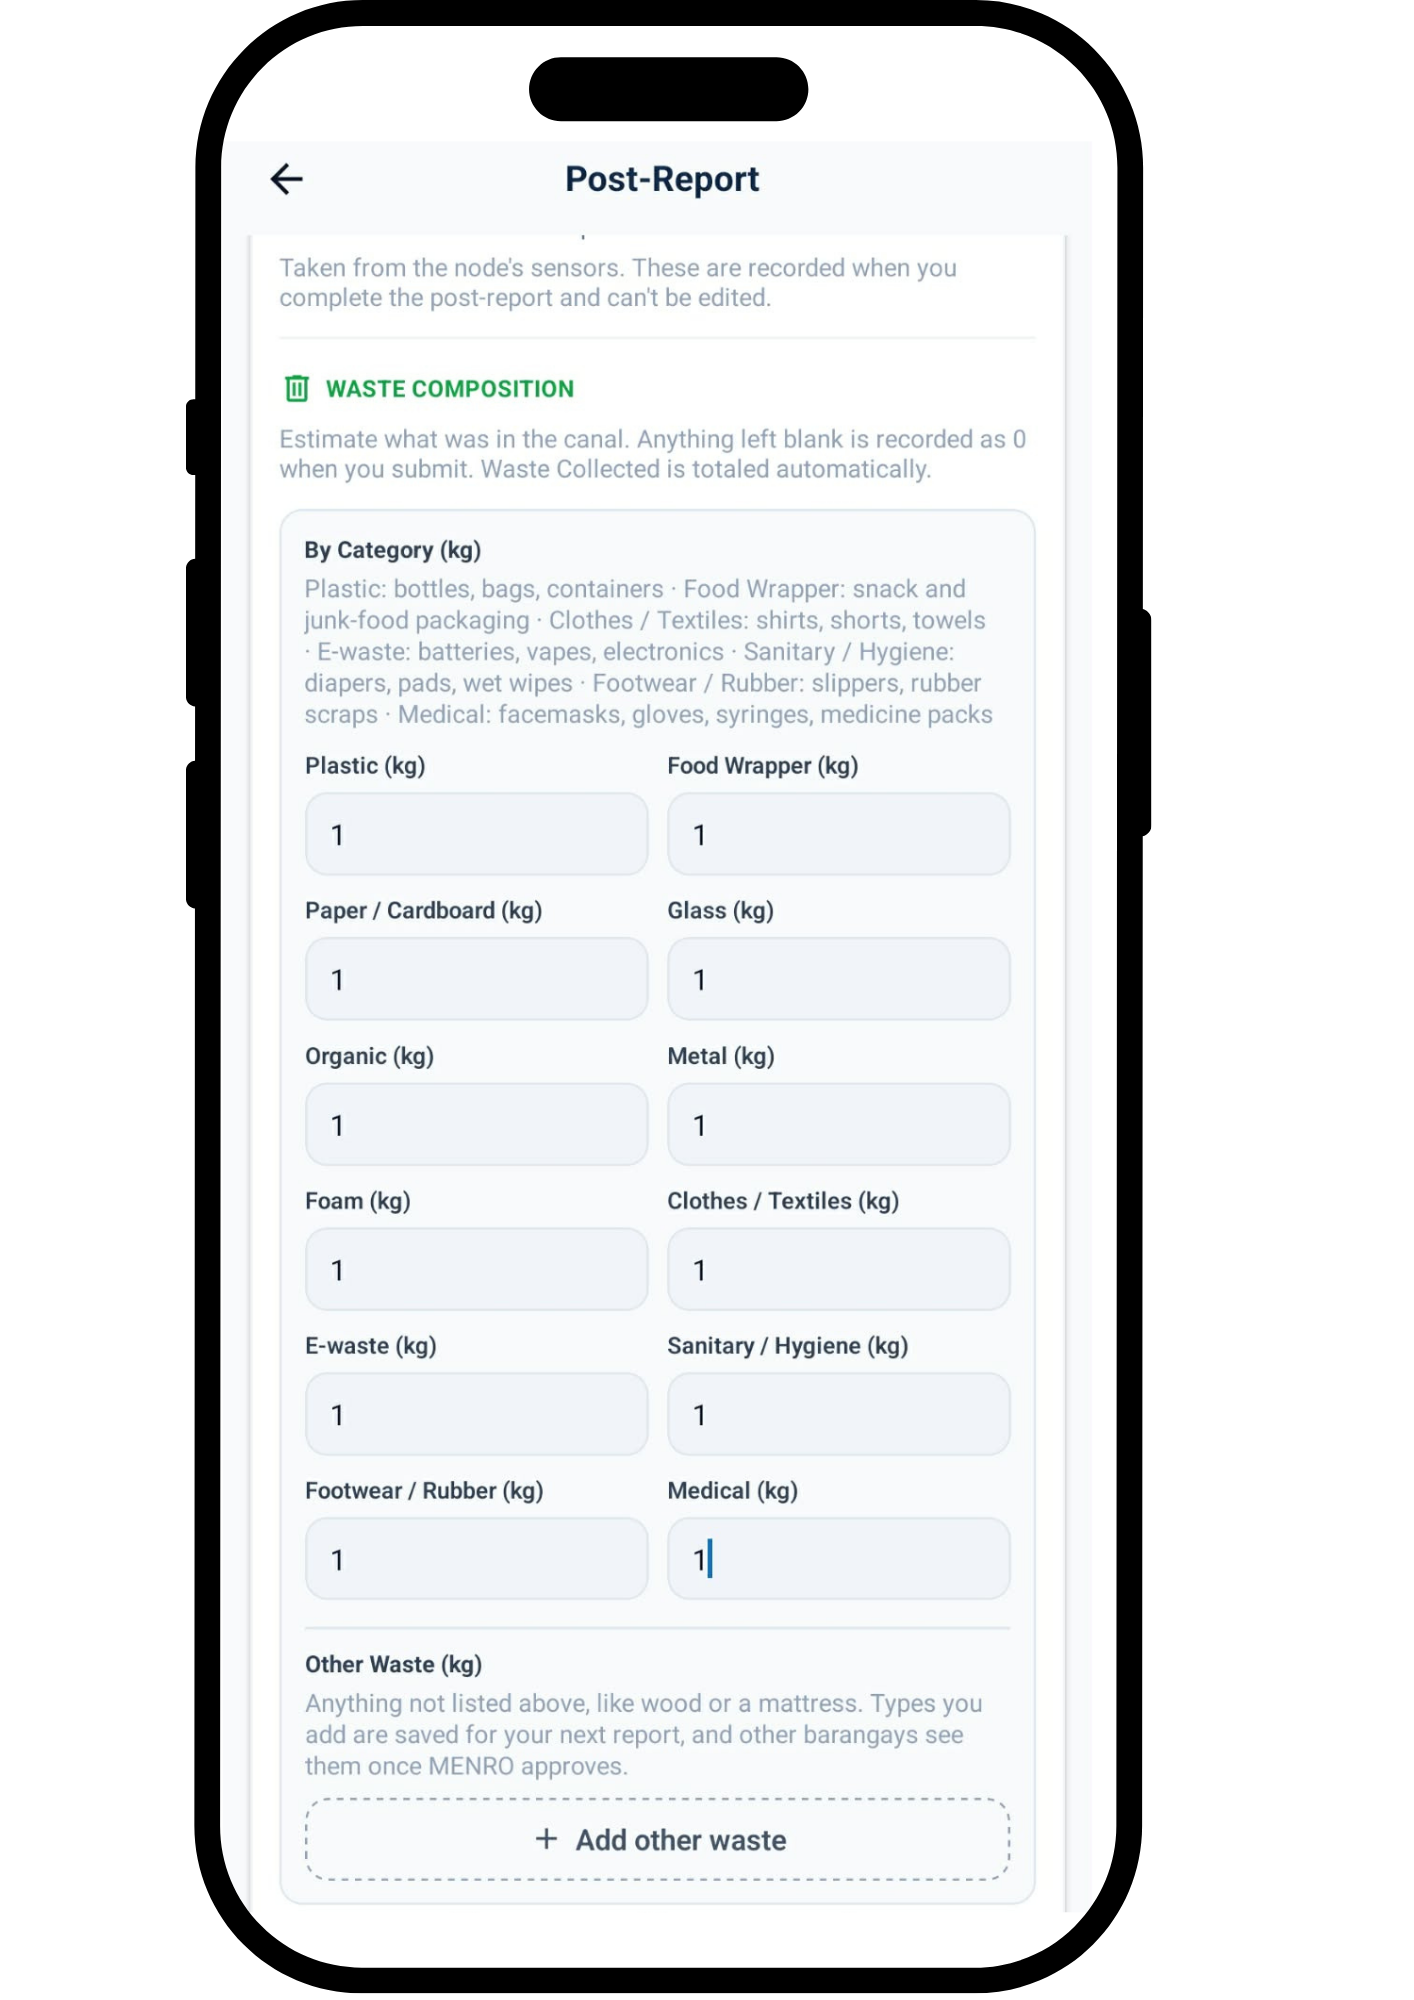 Post-Report
Taken from the node's sensors. These are recorded when you
complete the post-report and can't be edited.
WASTE COMPOSITION
Estimate what was in the canal. Anything left blank is recorded as 0
when you submit. Waste Collected is totaled automatically.
By Category (kg)
Plastic: bottles, bags, containers · Food Wrapper: snack and
junk-food packaging · Clothes / Textiles: shirts, shorts, towels
· E-waste: batteries, vapes, electronics · Sanitary / Hygiene:
diapers, pads, wet wipes · Footwear / Rubber: slippers, rubber
scraps · Medical: facemasks, gloves, syringes, medicine packs
Plastic (kg) Food Wrapper (kg)
1 1
Paper / Cardboard (kg) Glass (kg)
1 1
Organic (kg) Metal (kg)
1 1
Foam (kg) Clothes / Textiles (kg)
1 1
E-waste (kg) Sanitary / Hygiene (kg)
1 1
Footwear / Rubber (kg) Medical (kg)
1 1
Other Waste (kg)
Anything not listed above, like wood or a mattress. Types you
add are saved for your next report, and other barangays see
them once MENRO approves.
+ Add other waste